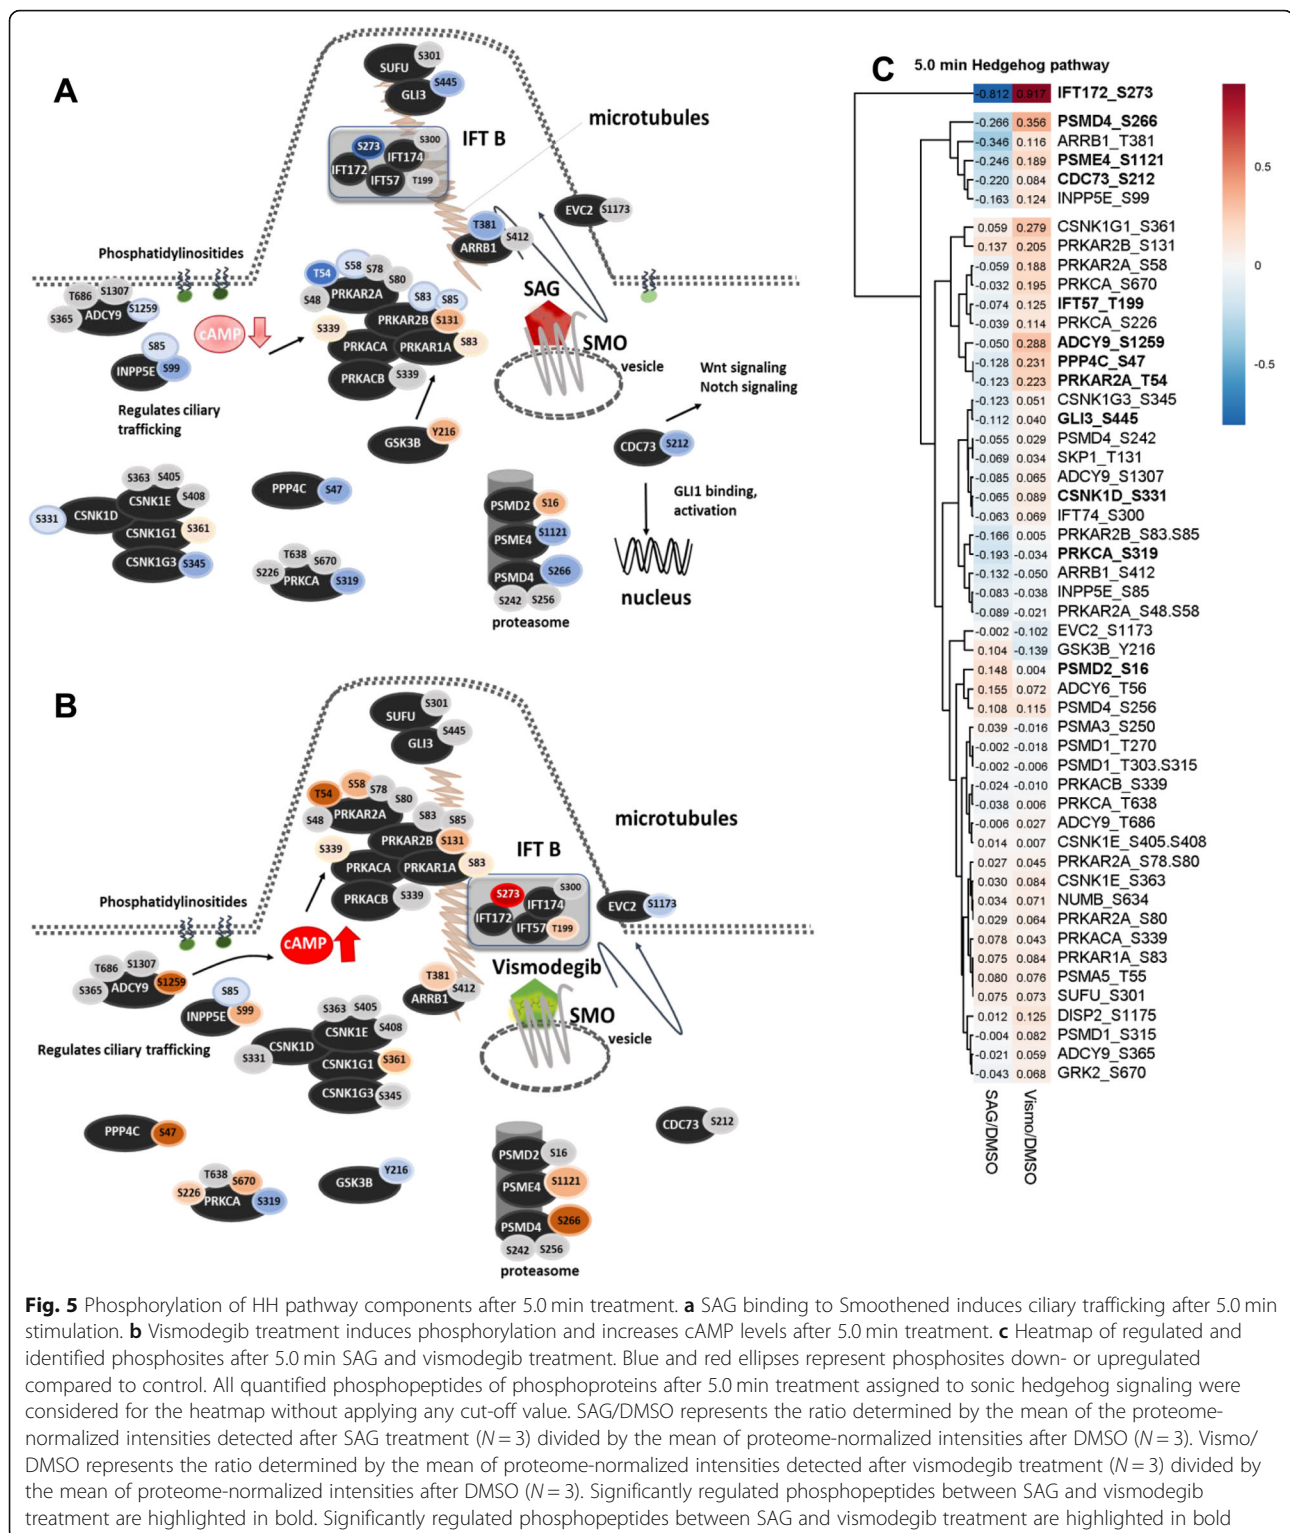 A
S301
SUFU
S445
GLI3
microtubules
IFT B
S273
S300
IFT174
IFT172
IFT57
T199
EVC2
S1173
T381
S412
ARRB1
Phosphatidylinositides
T686
S1307
S365
ADCY9
S1259
cAMP
S85
INPP5E
S99
Regulates ciliary
trafficking
T54
S58
S78
S80
S48
PRKAR2A
S83
S85
PRKAR2B
S131
S339
PRKACA
PRKAR1A
S83
PRKACB
S339
SAG
SMO
vesicle
Wnt signaling
Notch signaling
GSK3B
Y216
CDC73
S212
GLI1 binding,
activation
nucleus
S363
S405
CSNK1E
S408
S331
CSNK1D
CSNK1G1
S361
CSNK1G3
S345
PPP4C
S47
T638
S670
S226
PRKCA
S319
PSMD2
S16
PSME4
S1121
PSMD4
S266
S242
S256
proteasome
B
S301
SUFU
S445
GLI3
T54
S58
S78
S80
S48
PRKAR2A
S83
S85
PRKAR2B
S131
S339
PRKACA
PRKAR1A
S83
PRKACB
S339
microtubules
IFT B
S273
S300
IFT174
IFT172
IFT57
T199
EVC2
S1173
Phosphatidylinositides
cAMP
T686
S1307
S365
ADCY9
S1259
S85
INPP5E
S99
Regulates ciliary trafficking
T381
S412
ARRB1
Vismodegib
SMO
vesicle
S363
S405
CSNK1E
S408
S331
CSNK1D
CSNK1G1
S361
CSNK1G3
S345
PPP4C
S47
T638
S670
S226
PRKCA
S319
GSK3B
Y216
CDC73
S212
PSMD2
S16
PSME4
S1121
PSMD4
S266
S242
S256
proteasome
C
5.0 min Hedgehog pathway
-0.812 0.917 IFT172_S273
-0.266 0.356 PSMD4_S266
-0.346 0.116 ARRB1_T381
-0.246 0.189 PSME4_S1121
-0.220 0.084 CDC73_S212
-0.163 0.124 INPP5E_S99
0.059 0.279 CSNK1G1_S361
0.137 0.205 PRKAR2B_S131
-0.059 0.188 PRKAR2A_S58
-0.032 0.195 PRKCA_S670
-0.074 0.125 IFT57_T199
-0.039 0.114 PRKCA_S226
-0.050 0.288 ADCY9_S1259
-0.128 0.231 PPP4C_S47
-0.123 0.223 PRKAR2A_T54
-0.123 0.051 CSNK1G3_S345
-0.112 0.040 GLI3_S445
-0.055 0.029 PSMD4_S242
-0.069 0.034 SKP1_T131
-0.085 0.065 ADCY9_S1307
-0.065 0.089 CSNK1D_S331
-0.063 0.069 IFT74_S300
-0.166 0.005 PRKAR2B_S83.S85
-0.193 -0.034 PRKCA_S319
-0.132 -0.050 ARRB1_S412
-0.083 -0.038 INPP5E_S85
-0.089 -0.021 PRKAR2A_S48.S58
-0.002 -0.102 EVC2_S1173
0.104 -0.139 GSK3B_Y216
0.148 0.004 PSMD2_S16
0.155 0.072 ADCY6_T56
0.108 0.115 PSMD4_S256
0.039 -0.016 PSMA3_S250
-0.002 -0.018 PSMD1_T270
-0.002 -0.006 PSMD1_T303.S315
-0.024 -0.010 PRKACB_S339
-0.038 0.006 PRKCA_T638
-0.006 0.027 ADCY9_T686
0.014 0.007 CSNK1E_S405.S408
0.027 0.045 PRKAR2A_S78.S80
0.030 0.084 CSNK1E_S363
0.034 0.071 NUMB_S634
0.029 0.064 PRKAR2A_S80
0.078 0.043 PRKACA_S339
0.075 0.084 PRKAR1A_S83
0.080 0.076 PSMA5_T55
0.075 0.073 SUFU_S301
0.012 0.125 DISP2_S1175
-0.004 0.082 PSMD1_S315
-0.021 0.059 ADCY9_S365
-0.043 0.068 GRK2_S670
SAG/DMSO
Vismo/DMSO
0.5
0
-0.5
Fig. 5 Phosphorylation of HH pathway components after 5.0 min treatment. a SAG binding to Smoothened induces ciliary trafficking after 5.0 min
stimulation. b Vismodegib treatment induces phosphorylation and increases cAMP levels after 5.0 min treatment. c Heatmap of regulated and
identified phosphosites after 5.0 min SAG and vismodegib treatment. Blue and red ellipses represent phosphosites down- or upregulated
compared to control. All quantified phosphopeptides of phosphoproteins after 5.0 min treatment assigned to sonic hedgehog signaling were
considered for the heatmap without applying any cut-off value. SAG/DMSO represents the ratio determined by the mean of the proteome-
normalized intensities detected after SAG treatment (N = 3) divided by the mean of proteome-normalized intensities after DMSO (N = 3). Vismo/
DMSO represents the ratio determined by the mean of proteome-normalized intensities detected after vismodegib treatment (N = 3) divided by
the mean of proteome-normalized intensities after DMSO (N = 3). Significantly regulated phosphopeptides between SAG and vismodegib
treatment are highlighted in bold. Significantly regulated phosphopeptides between SAG and vismodegib treatment are highlighted in bold